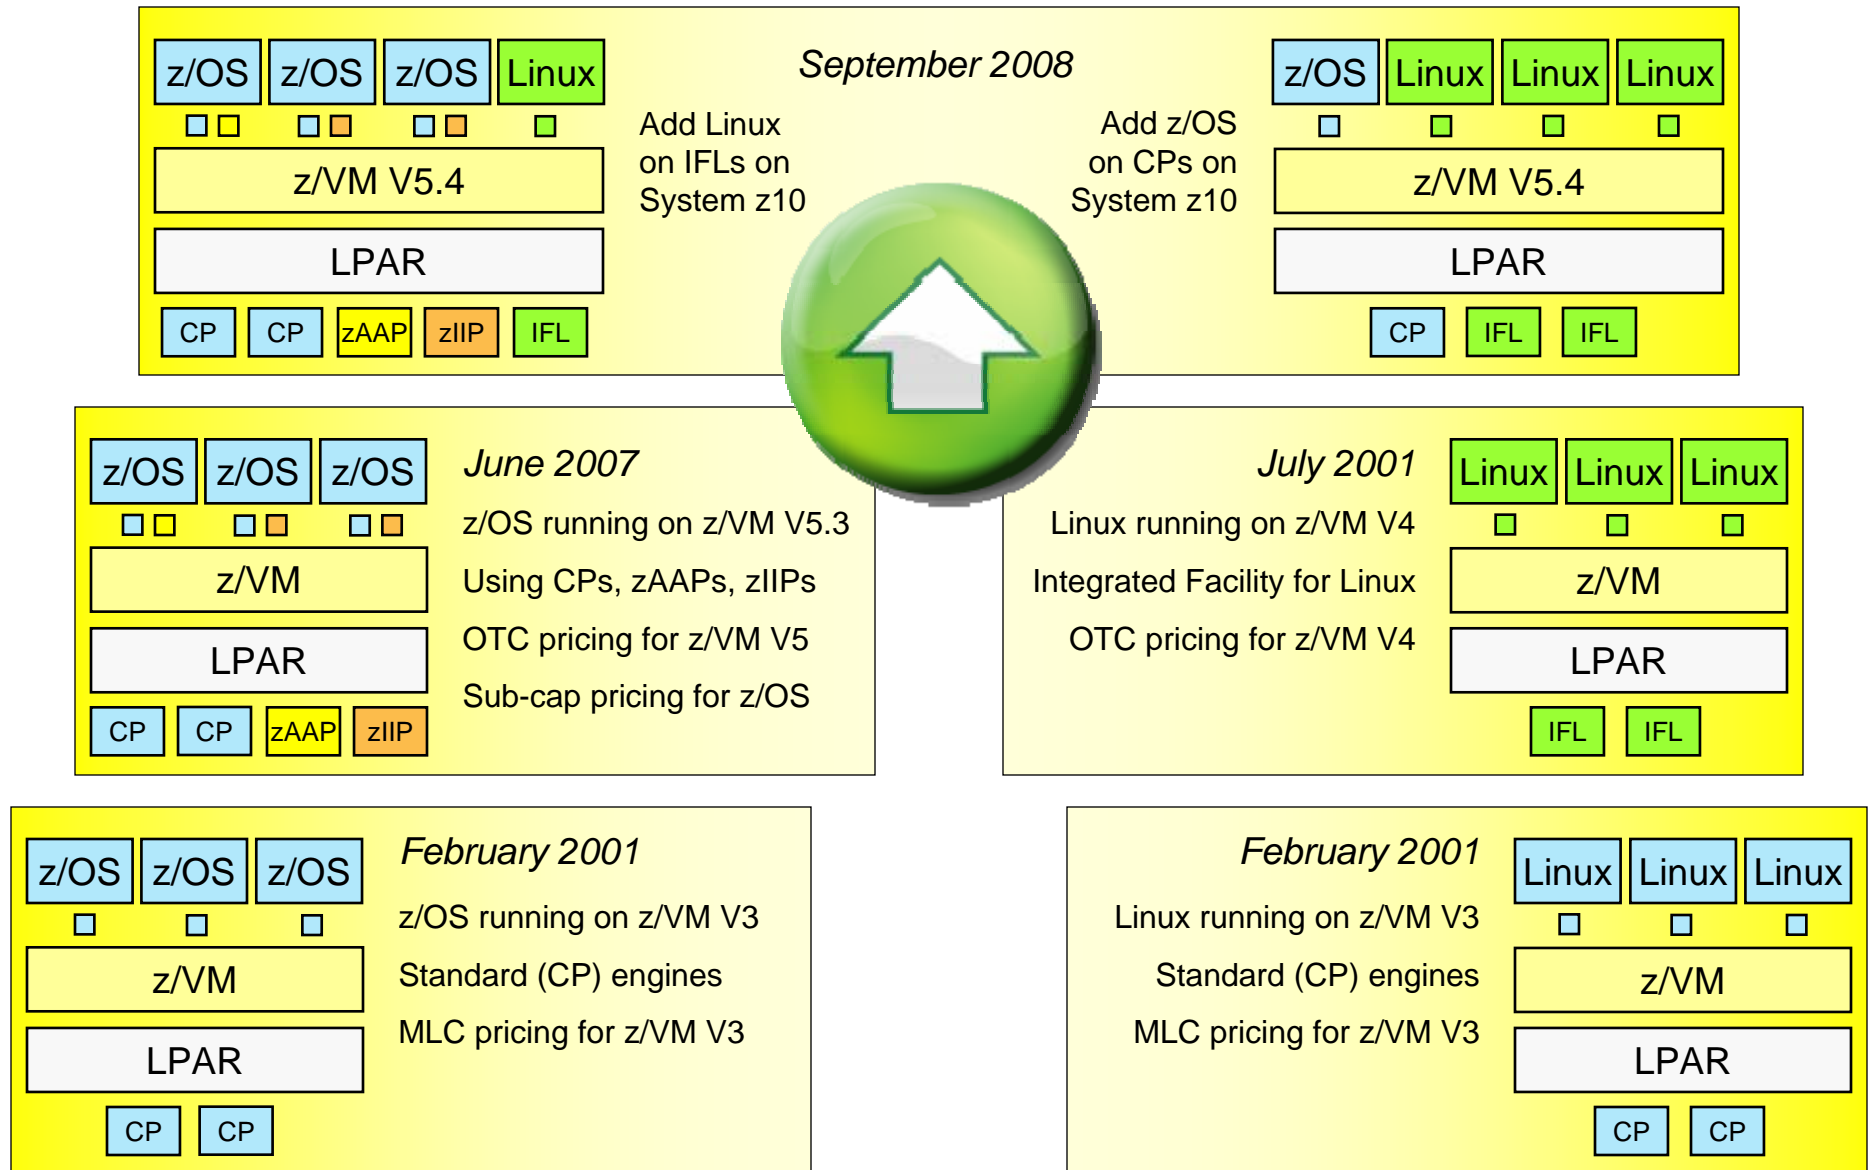 September 2008
z/OS z/OS z/OS Linux
Add Linux
on IFLs on
System z10
z/VM V5.4
LPAR
CP CP zAAP zIIP IFL
Add z/OS
on CPs on
System z10
z/OS Linux Linux Linux
z/VM V5.4
LPAR
CP IFL IFL
z/OS z/OS z/OS
z/VM
LPAR
CP CP zAAP zIIP
June 2007
z/OS running on z/VM V5.3
Using CPs, zAAPs, zIIPs
OTC pricing for z/VM V5
Sub-cap pricing for z/OS
July 2001
Linux running on z/VM V4
Integrated Facility for Linux
OTC pricing for z/VM V4
Linux Linux Linux
z/VM
LPAR
IFL IFL
z/OS z/OS z/OS
z/VM
LPAR
CP CP
February 2001
z/OS running on z/VM V3
Standard (CP) engines
MLC pricing for z/VM V3
February 2001
Linux running on z/VM V3
Standard (CP) engines
MLC pricing for z/VM V3
Linux Linux Linux
z/VM
LPAR
CP CP